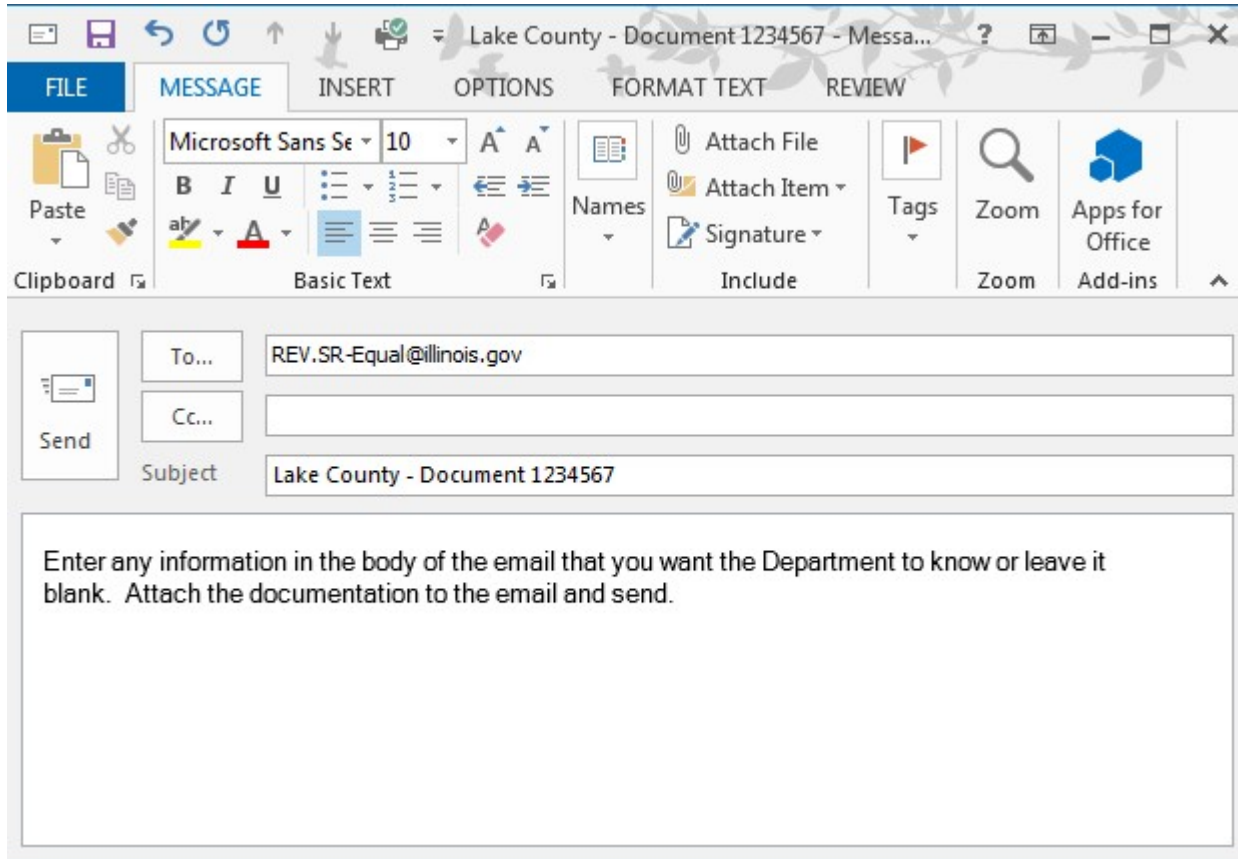 Lake County - Document 1234567 - Messa... ?
FILE MESSAGE INSERT OPTIONS FORMAT TEXT REVIEW
Microsoft Sans Se 10 A A
Attach File
B I U
Attach Item
Paste
Names
Tags
Zoom
Apps for
Office
aby A
Signature
Clipboard Basic Text Include Zoom Add-ins
To... REV.SR-Equal@illinois.gov
Cc...
Send
Subject Lake County - Document 1234567
Enter any information in the body of the email that you want the Department to know or leave it
blank.  Attach the documentation to the email and send.